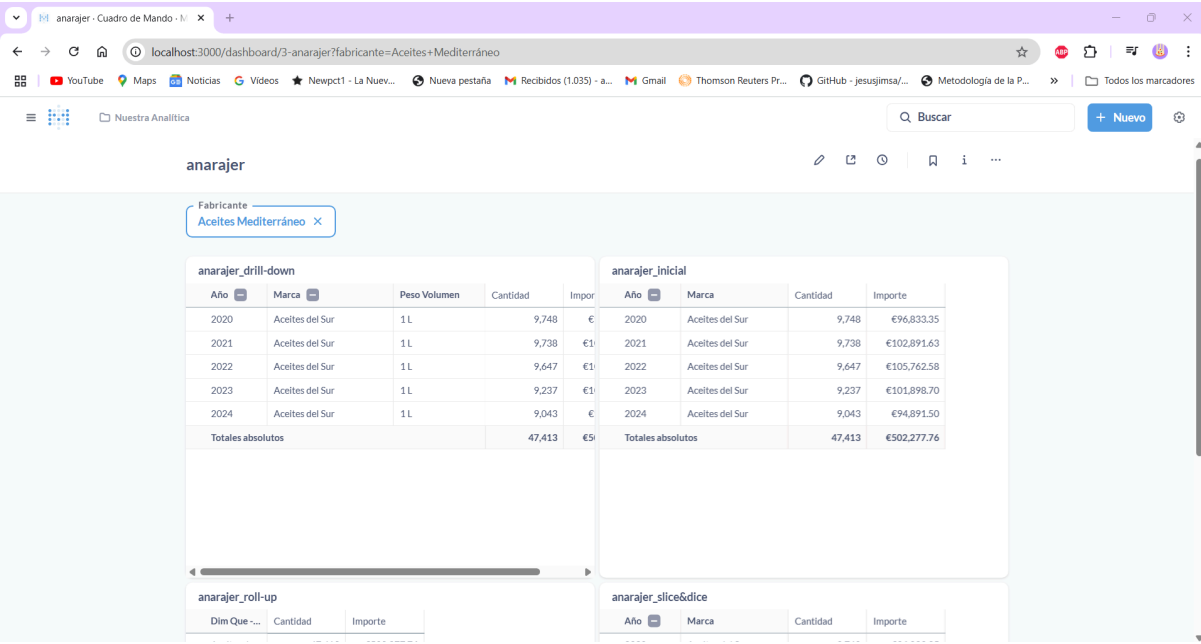 anarajer · Cuadro de Mando · M
localhost:3000/dashboard/3-anarajer?fabricante=Aceites+Mediterráneo
ABP
YouTube Maps Noticias Vídeos Newpct1 - La Nuev... Nueva pestaña Recibidos (1.035) - a... Gmail Thomson Reuters Pr... GitHub - jesusjimsa/... Metodología de la P... » Todos los marcadores
Nuestra Analítica Buscar + Nuevo
anarajer
Fabricante
Aceites Mediterráneo
anarajer_drill-down
Año Marca Peso Volumen Cantidad Impor
2020 Aceites del Sur 1 L 9,748 €
2021 Aceites del Sur 1 L 9,738 €1
2022 Aceites del Sur 1 L 9,647 €1
2023 Aceites del Sur 1 L 9,237 €1
2024 Aceites del Sur 1 L 9,043 €
Totales absolutos 47,413 €5
anarajer_inicial
Año Marca Cantidad Importe
2020 Aceites del Sur 9,748 €96,833.35
2021 Aceites del Sur 9,738 €102,891.63
2022 Aceites del Sur 9,647 €105,762.58
2023 Aceites del Sur 9,237 €101,898.70
2024 Aceites del Sur 9,043 €94,891.50
Totales absolutos 47,413 €502,277.76
anarajer_roll-up
Dim Que -... Cantidad Importe
anarajer_slice&dice
Año Marca Cantidad Importe